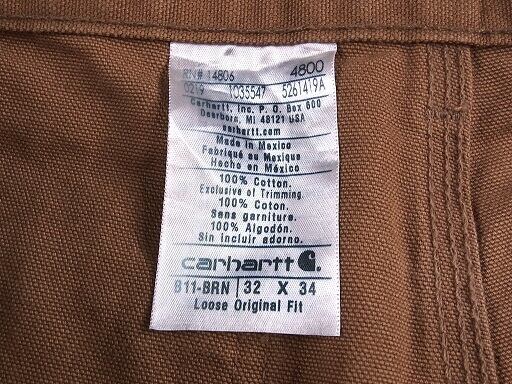 RN# 14806 4800
0219 1035547 5261419A
Carhartt, Inc. P.O. Box 600
Dearborn, MI 48121 USA
carhartt.com
Made in Mexico
Fabriqué au Mexique
Hecho en México
100% Cotton.
Exclusive of Trimming.
100% Coton.
Sans garniture.
100% Algodón.
Sin incluir adorno.
carhartt
B11-BRN 32 X 34
Loose Original Fit